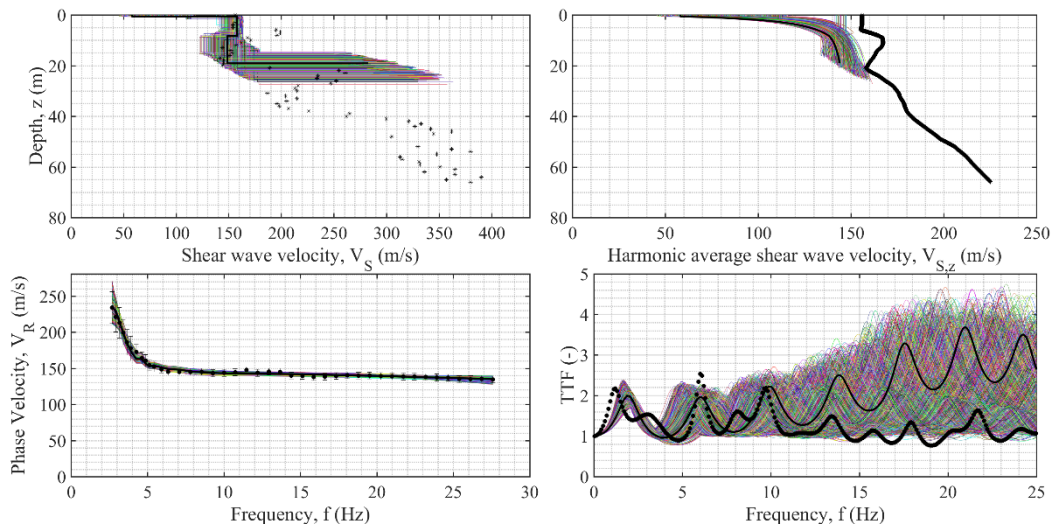 0
20
40
60
80
0 50 100 150 200 250 300 350 400
Depth, z (m)
Shear wave velocity, V_S (m/s)
0
20
40
60
80
0 50 100 150 200 250
Harmonic average shear wave velocity, V_S,z (m/s)
250
200
150
100
50
0
0 5 10 15 20 25 30
Phase Velocity, V_R (m/s)
Frequency, f (Hz)
5
4
3
2
1
0
0 5 10 15 20 25
TTF (-)
Frequency, f (Hz)